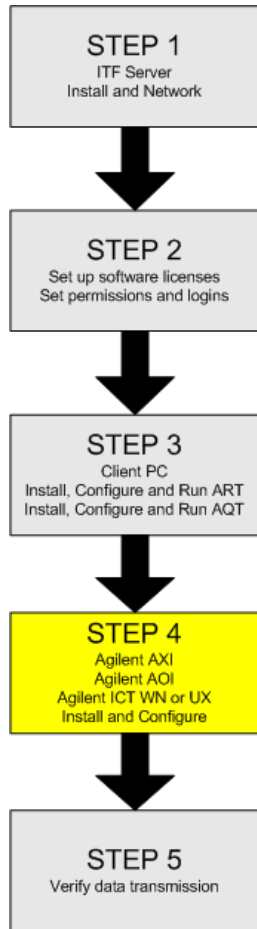 STEP 1
ITF Server
Install and Network
STEP 2
Set up software licenses
Set permissions and logins
STEP 3
Client PC
Install, Configure and Run ART
Install, Configure and Run AQT
STEP 4
Agilent AXI
Agilent AOI
Agilent ICT WN or UX
Install and Configure
STEP 5
Verify data transmission